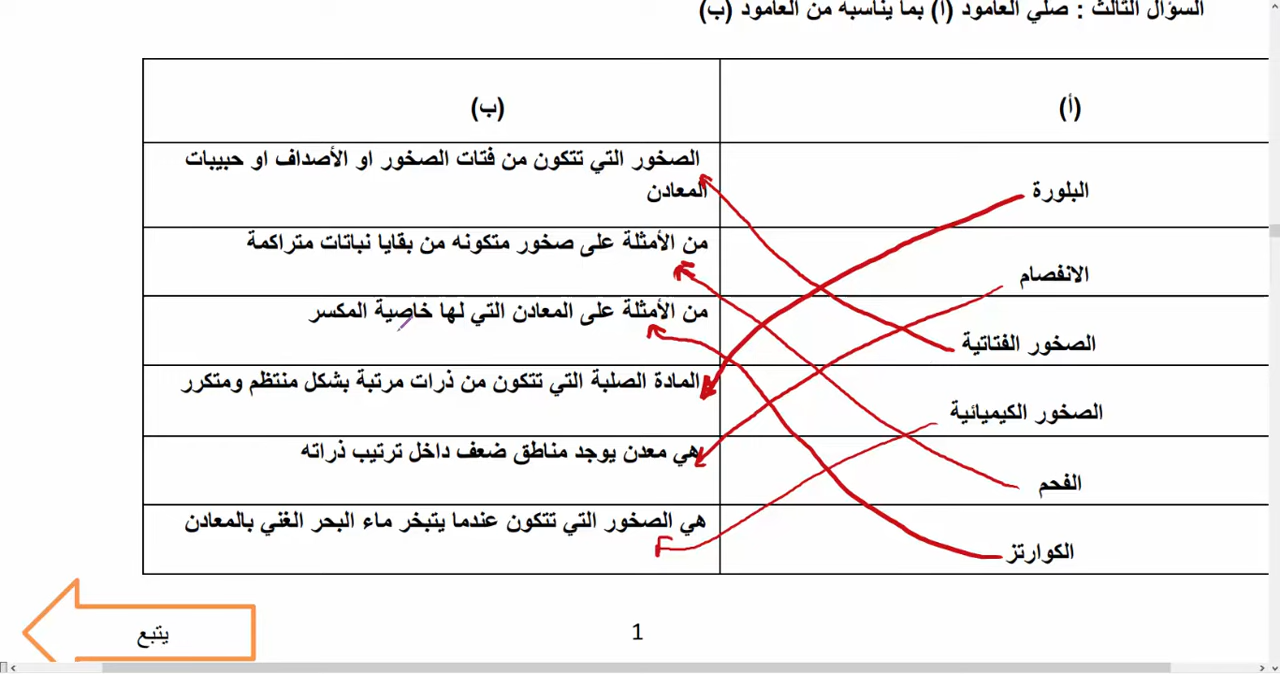 السؤال الثالث : صلي العامود (أ) بما يناسبه من العامود (ب)
(أ)
(ب)
البلورة
الصخور التي تتكون من فتات الصخور او الأصداف او حبيبات
المعادن
الانفصام
من الأمثلة على صخور متكونه من بقايا نباتات متراكمة
الصخور الفتاتية
من الأمثلة على المعادن التي لها خاصية المكسر
الصخور الكيميائية
المادة الصلبة التي تتكون من ذرات مرتبة بشكل منتظم ومتكرر
الفحم
هي معدن يوجد مناطق ضعف داخل ترتيب ذراته
الكوارتز
هي الصخور التي تتكون عندما يتبخر ماء البحر الغني بالمعادن
1
يتبع